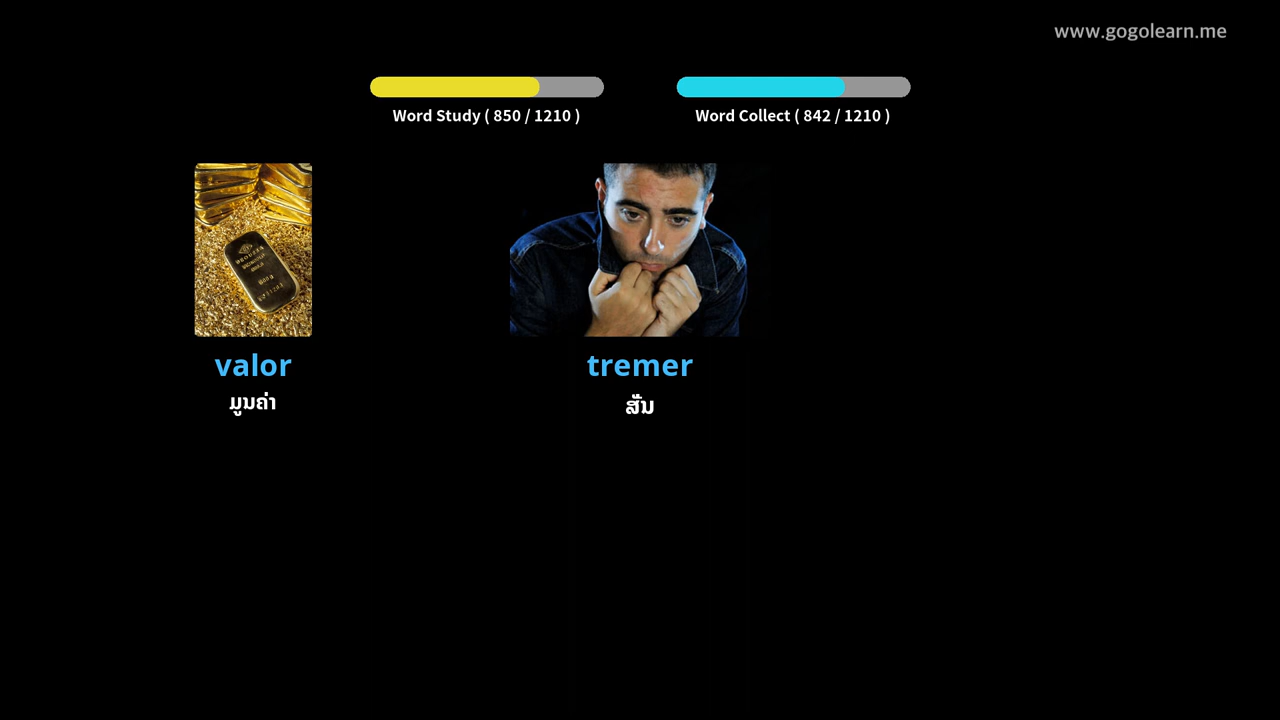 www.gogolearn.me
Word Study ( 850 / 1210 )
Word Collect ( 842 / 1210 )
valor
ມູນຄ່າ
tremer
ສັ່ນ